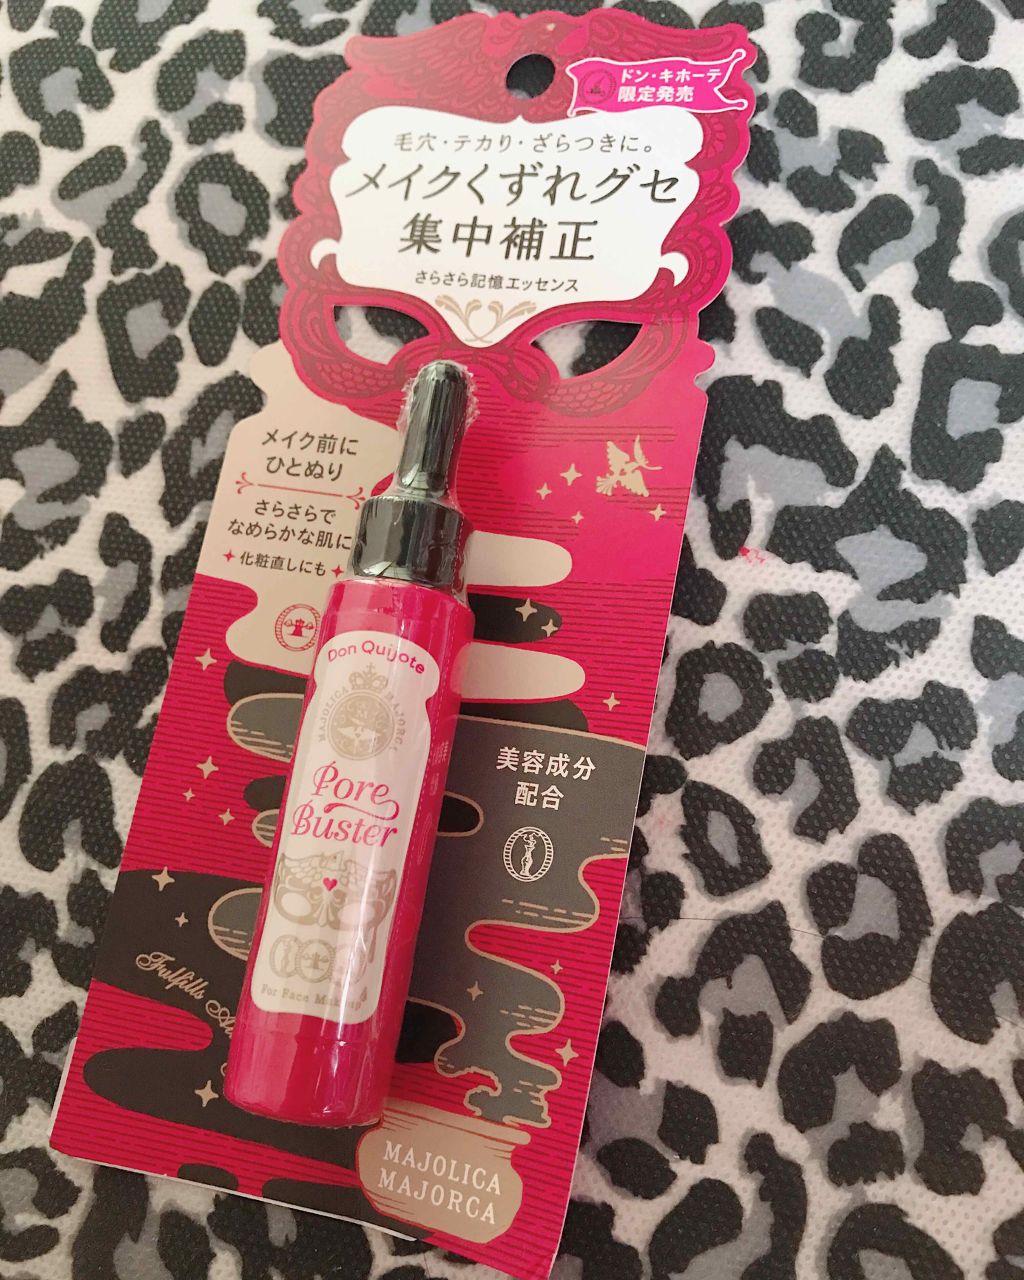 ドン・キホーテ
限定発売
毛穴・テカリ・ざらつきに。
メイクくずれグセ
集中補正
さらさら記憶エッセンス
メイク前に
ひとぬり
さらさらで
なめらかな肌に
化粧直しにも
Don Quijote
MAJOLICA MAJORC
Pore
Buster
For Face Makeup
美容成分
配合
Fulfills
MAJOLICA
MAJORCA